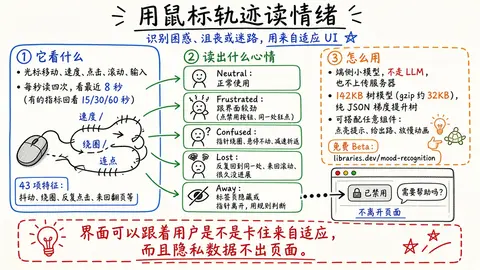 用鼠标轨迹读情绪
识别困惑、沮丧或迷路，用来自适应 UI
① 它看什么
• 光标移动、速度、点击、滚动、输入
• 每秒读四次，看最近 8 秒
(有的指标回看 15/30/60 秒)
速度 /
绕圈 /
连点
43 项特征：
抖动、绕圈、反复点击、来回翻页等
② 读出什么心情
Neutral：
正常使用
Frustrated：
跟界面较劲
(点禁用按钮、同一处狂点)
Confused：
指针绕圈、悬停不动、减速折返
Lost：
反复回到同一处、来回滚动、
很久没进展
Away：
标签页隐藏或
指针离开，用规则判断
③ 怎么用
• 端侧小模型，不走 LLM，
也不上传服务器
• 142KB 树模型 (gzip 约 32KB)，
纯 JSON 梯度提升树
• 可搭配任意组件：
点亮提示、给出路、放慢动画
免费 Beta：
libraries.dev/mood-recognition
已禁用
需要帮助吗?
不离开页面
界面可以跟着用户是不是卡住来自适应，
而且隐私数据不出页面。